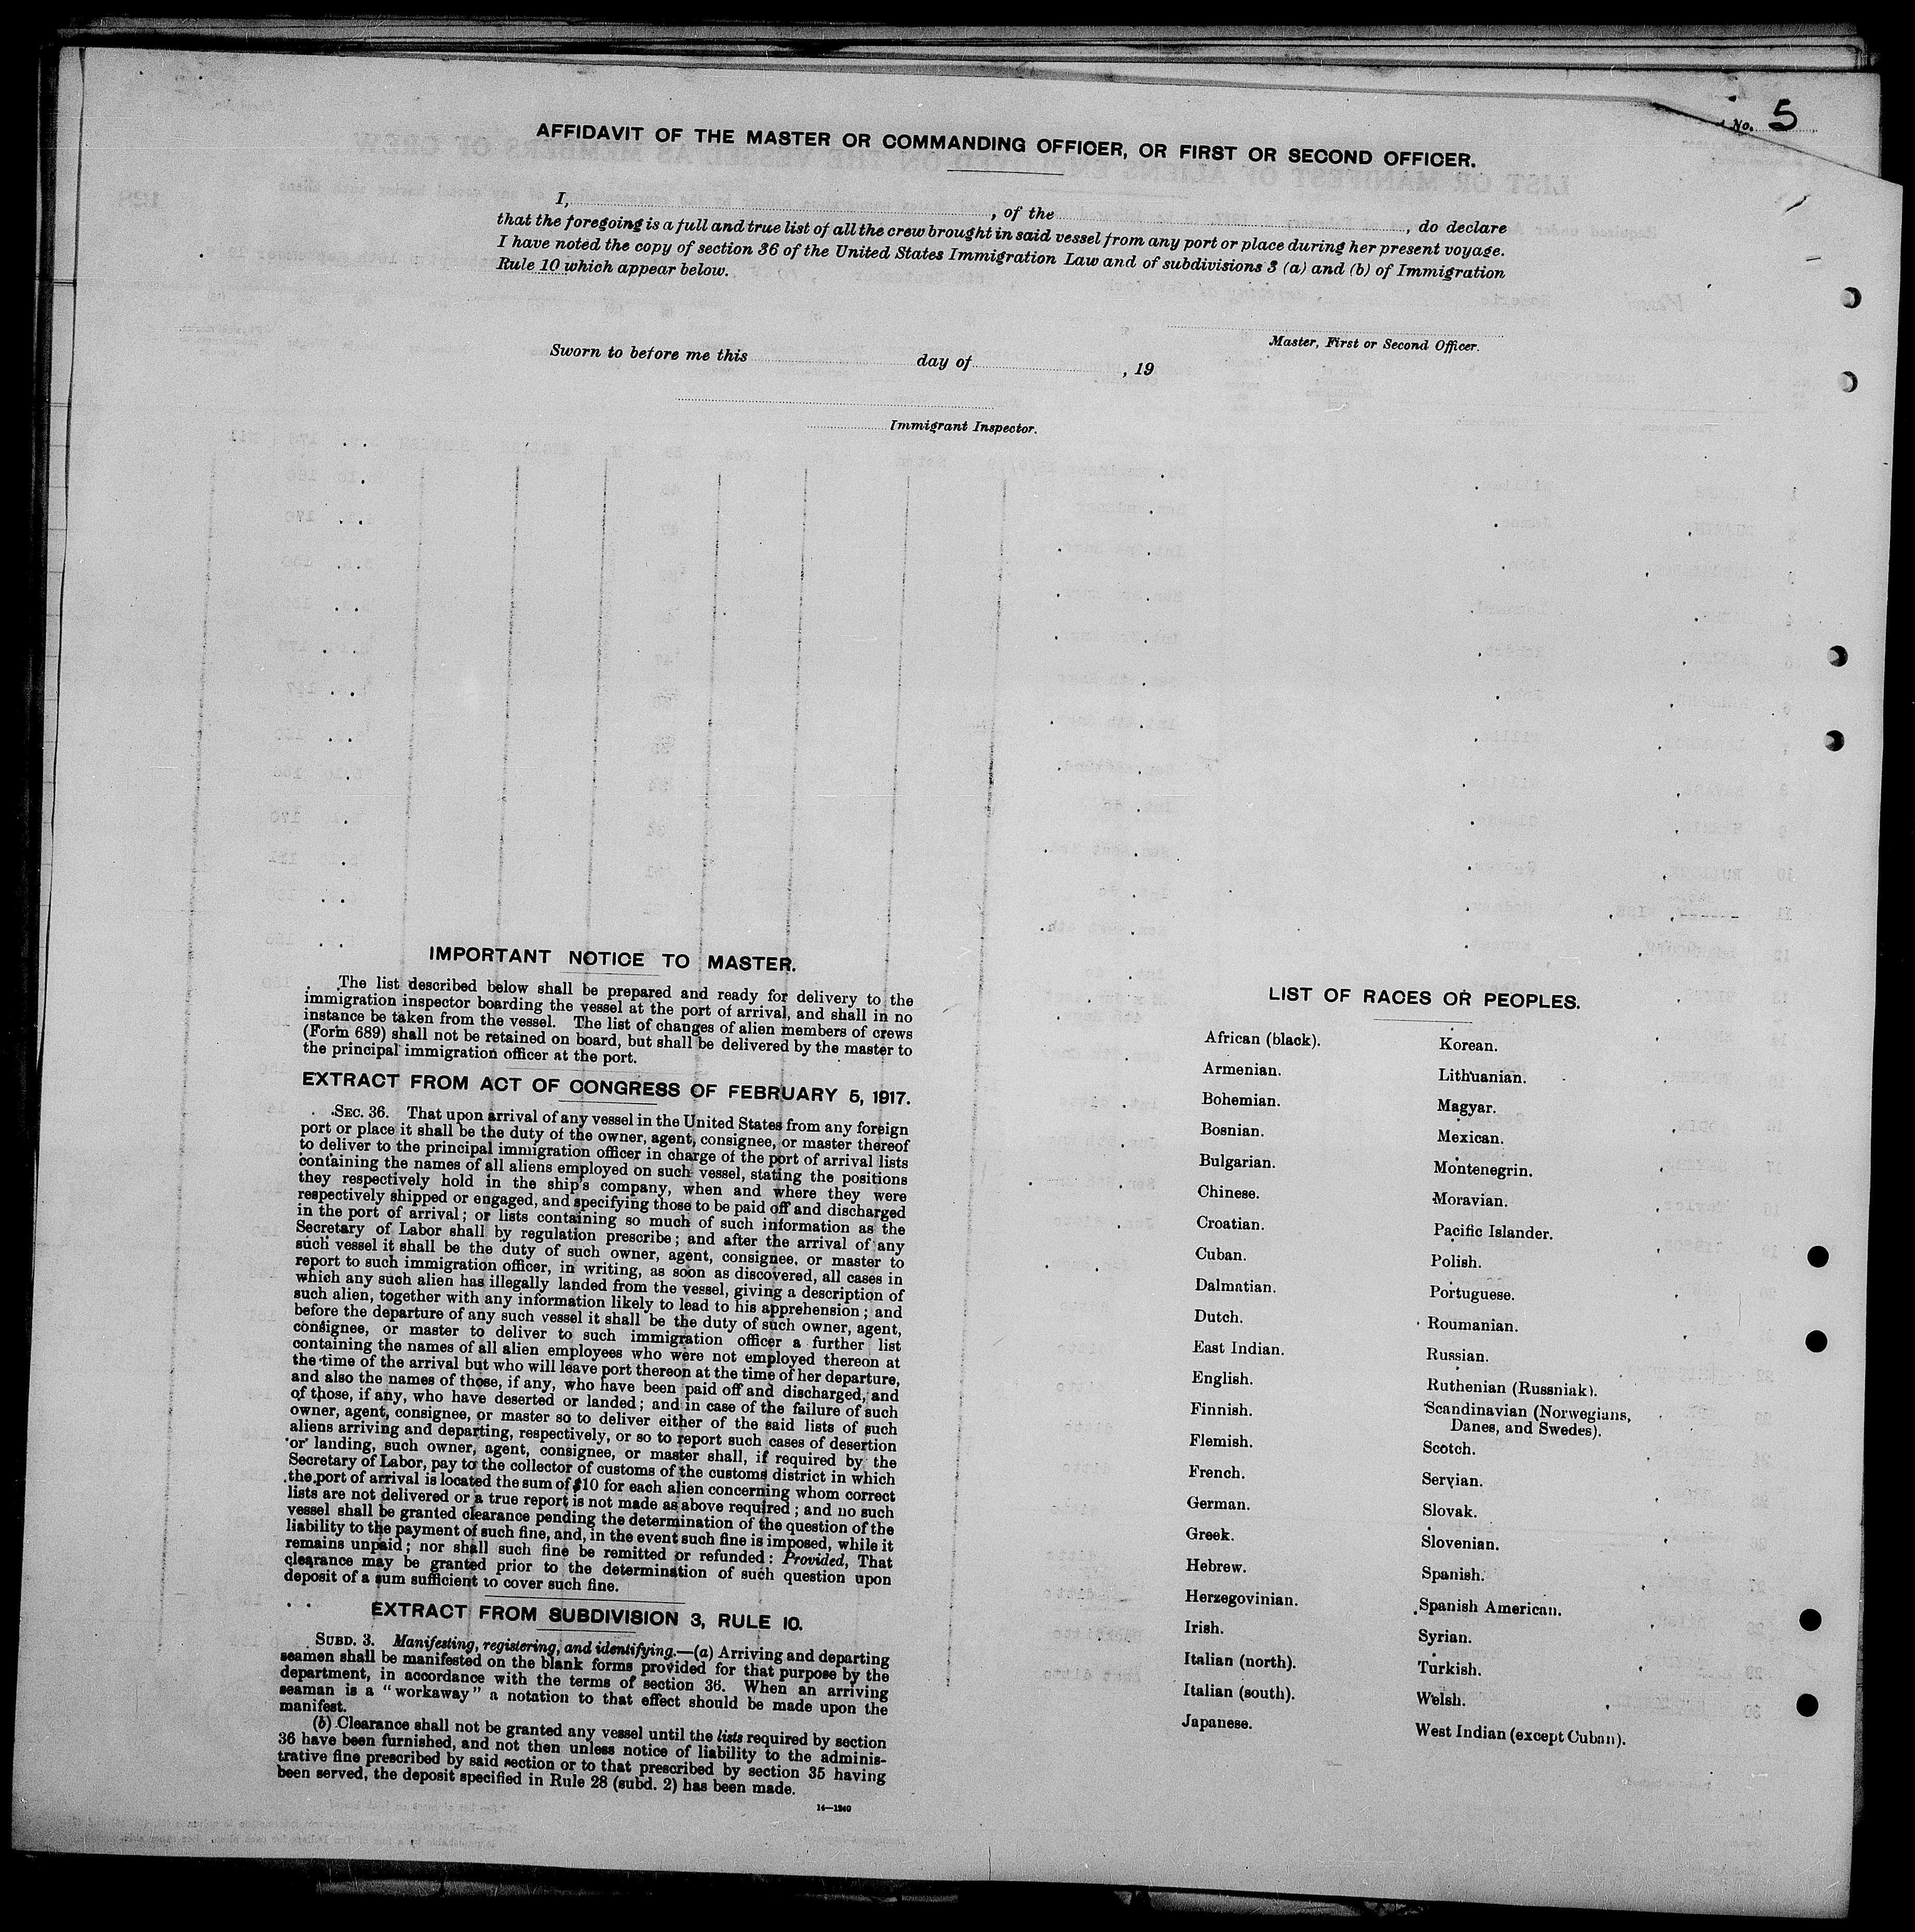 No. 5
AFFIDAVIT OF THE MASTER OR COMMANDING OFFICER, OR FIRST OR SECOND OFFICER.
I, , of the , do declare
that the foregoing is a full and true list of all the crew brought in said vessel from any port or place during her present voyage.
I have noted the copy of section 36 of the United States Immigration Law and of subdivisions 3 (a) and (b) of Immigration
Rule 10 which appear below.
Master, First or Second Officer.
Sworn to before me this day of , 19
Immigrant Inspector.
IMPORTANT NOTICE TO MASTER.
The list described below shall be prepared and ready for delivery to the
immigration inspector boarding the vessel at the port of arrival, and shall in no
instance be taken from the vessel. The list of changes of alien members of crews
(Form 689) shall not be retained on board, but shall be delivered by the master to
the principal immigration officer at the port.
EXTRACT FROM ACT OF CONGRESS OF FEBRUARY 5, 1917.
SEC. 36. That upon arrival of any vessel in the United States from any foreign
port or place it shall be the duty of the owner, agent, consignee, or master thereof
to deliver to the principal immigration officer in charge of the port of arrival lists
containing the names of all aliens employed on such vessel, stating the positions
they respectively hold in the ship's company, when and where they were
respectively shipped or engaged, and specifying those to be paid off and discharged
in the port of arrival; or lists containing so much of such information as the
Secretary of Labor shall by regulation prescribe; and after the arrival of any
such vessel it shall be the duty of such owner, agent, consignee, or master to
report to such immigration officer, in writing, as soon as discovered, all cases in
which any such alien has illegally landed from the vessel, giving a description of
such alien, together with any information likely to lead to his apprehension; and
before the departure of any such vessel it shall be the duty of such owner, agent,
consignee, or master to deliver to such immigration officer a further list
containing the names of all alien employees who were not employed thereon at
the time of the arrival but who will leave port thereon at the time of her departure,
and also the names of those, if any, who have been paid off and discharged, and
of those, if any, who have deserted or landed; and in case of the failure of such
owner, agent, consignee, or master so to deliver either of the said lists of such
aliens arriving and departing, respectively, or so to report such cases of desertion
or landing, such owner, agent, consignee, or master shall, if required by the
Secretary of Labor, pay to the collector of customs of the customs district in which
the port of arrival is located the sum of $10 for each alien concerning whom correct
lists are not delivered or a true report is not made as above required; and no such
vessel shall be granted clearance pending the determination of the question of the
liability to the payment of such fine, and, in the event such fine is imposed, while it
remains unpaid; nor shall such fine be remitted or refunded: Provided, That
clearance may be granted prior to the determination of such question upon
deposit of a sum sufficient to cover such fine.
EXTRACT FROM SUBDIVISION 3, RULE 10.
SUBD. 3. Manifesting, registering, and identifying.—(a) Arriving and departing
seamen shall be manifested on the blank forms provided for that purpose by the
department, in accordance with the terms of section 36. When an arriving
seaman is a "workaway" a notation to that effect should be made upon the
manifest.
(b) Clearance shall not be granted any vessel until the lists required by section
36 have been furnished, and not then unless notice of liability to the adminis-
trative fine prescribed by said section or to that prescribed by section 35 having
been served, the deposit specified in Rule 28 (subd. 2) has been made.
14—1240
LIST OF RACES OR PEOPLES.
African (black).
Armenian.
Bohemian.
Bosnian.
Bulgarian.
Chinese.
Croatian.
Cuban.
Dalmatian.
Dutch.
East Indian.
English.
Finnish.
Flemish.
French.
German.
Greek.
Hebrew.
Herzegovinian.
Irish.
Italian (north).
Italian (south).
Japanese.
Korean.
Lithuanian.
Magyar.
Mexican.
Montenegrin.
Moravian.
Pacific Islander.
Polish.
Portuguese.
Roumanian.
Russian.
Ruthenian (Russniak).
Scandinavian (Norwegians,
Danes, and Swedes).
Scotch.
Servian.
Slovak.
Slovenian.
Spanish.
Spanish American.
Syrian.
Turkish.
Welsh.
West Indian (except Cuban).